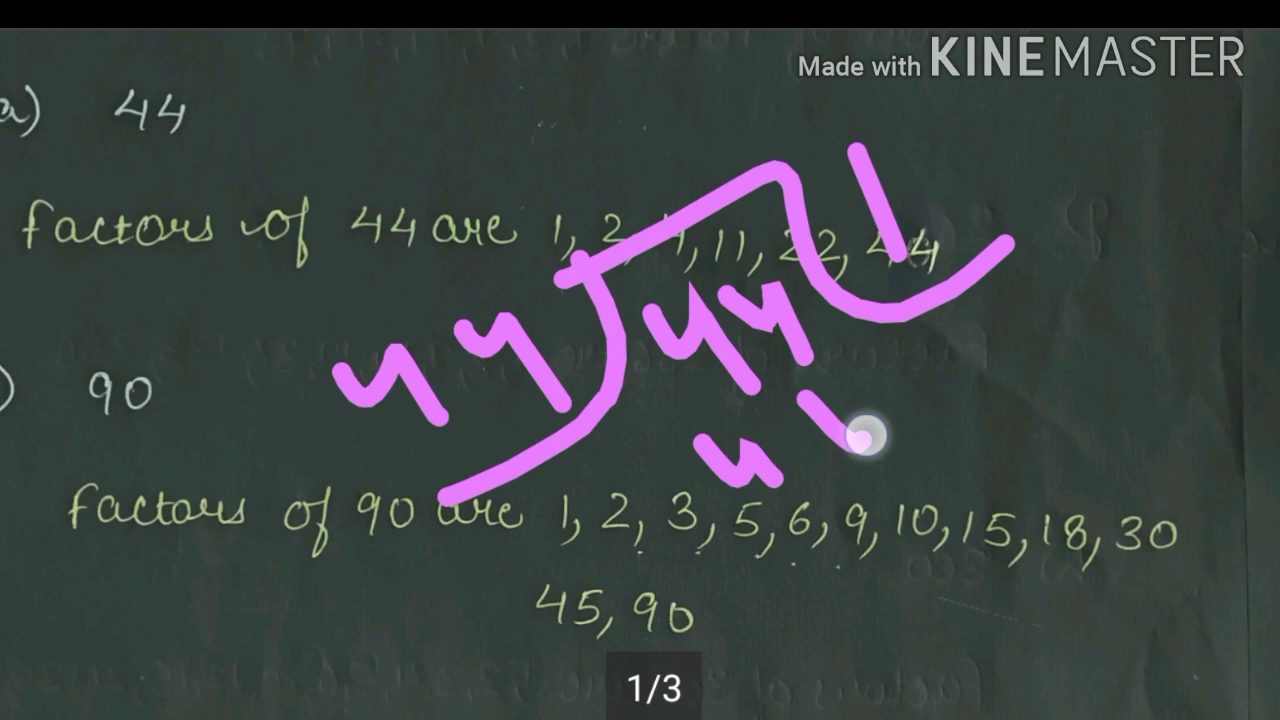 Made with KINEMASTER
a) 44
factors of 44 are 1, 2, 4, 11, 22, 44
1
44 44
4
) 90
factors of 90 are 1, 2, 3, 5, 6, 9, 10, 15, 18, 30
45, 90
1/3